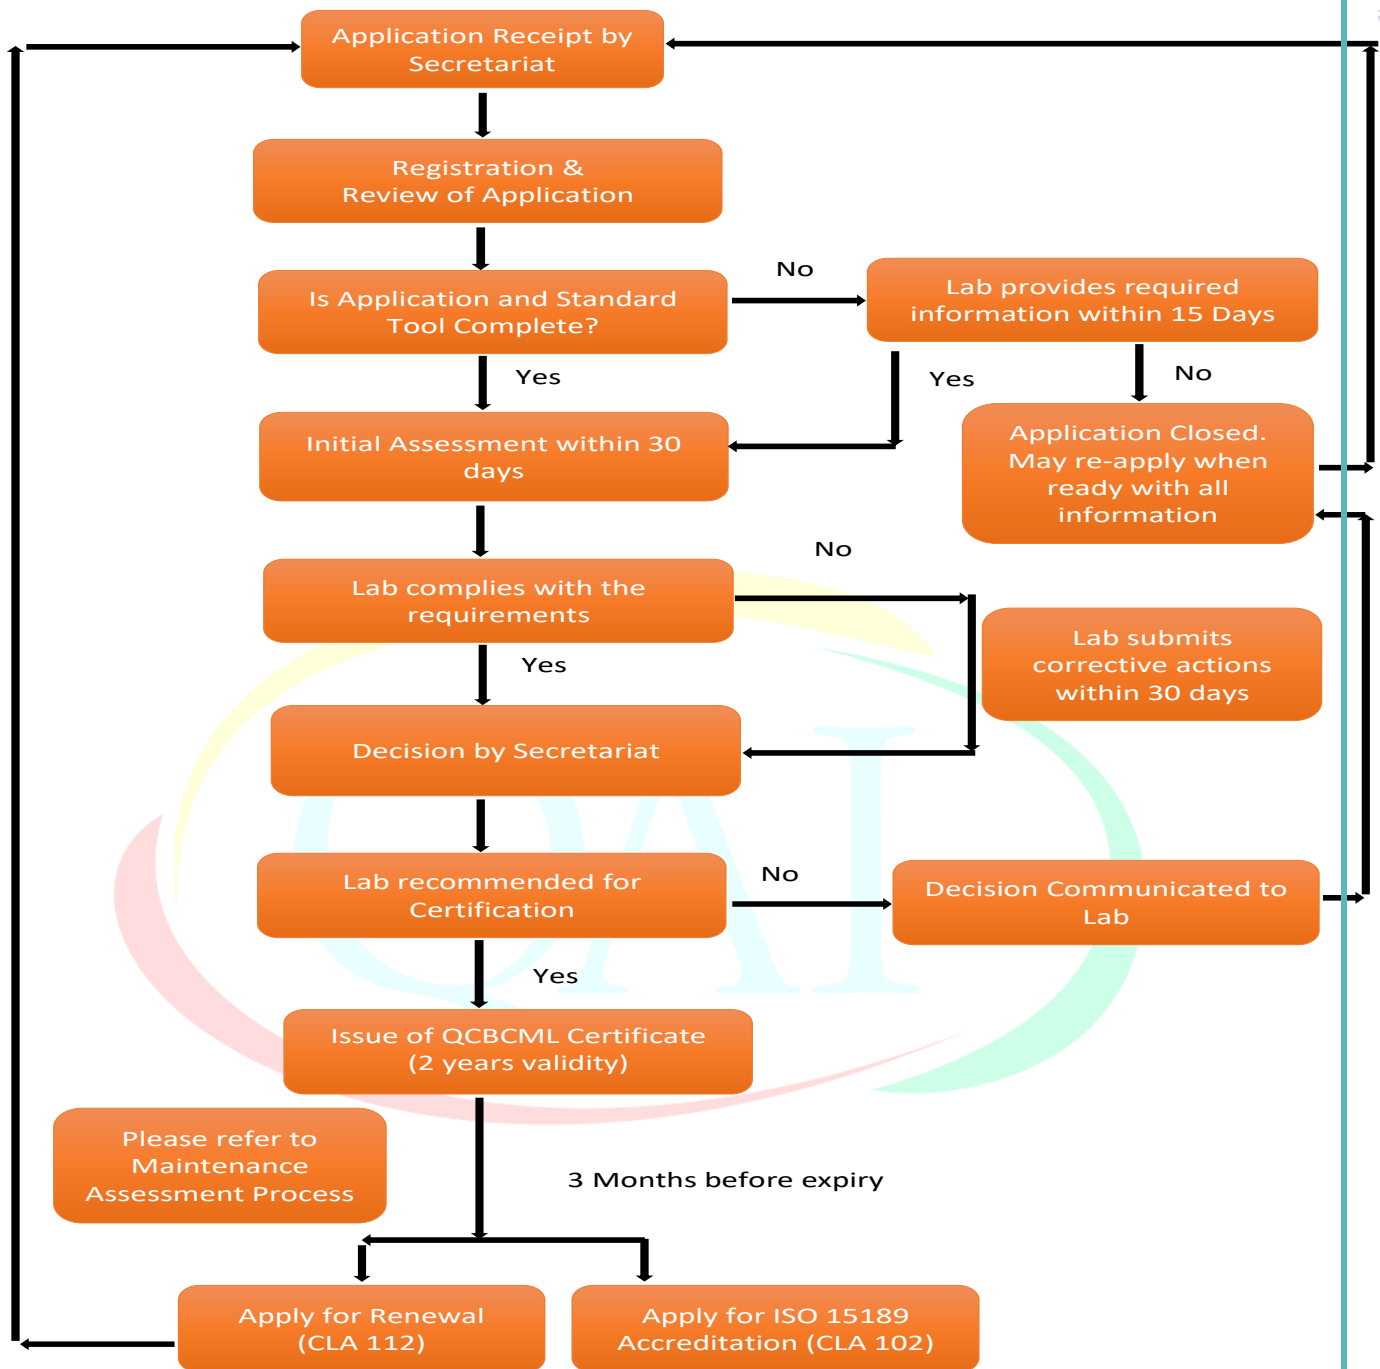 Application Receipt by
Secretariat
Registration &
Review of Application
Is Application and Standard
Tool Complete?
No
Lab provides required
information within 15 Days
Yes
Yes
No
Initial Assessment within 30
days
Application Closed.
May re-apply when
ready with all
information
Lab complies with the
requirements
No
Lab submits
corrective actions
within 30 days
Yes
Decision by Secretariat
QAI
Lab recommended for
Certification
No
Decision Communicated to
Lab
Yes
Issue of QCBCML Certificate
(2 years validity)
Please refer to
Maintenance
Assessment Process
3 Months before expiry
Apply for Renewal
(CLA 112)
Apply for ISO 15189
Accreditation (CLA 102)